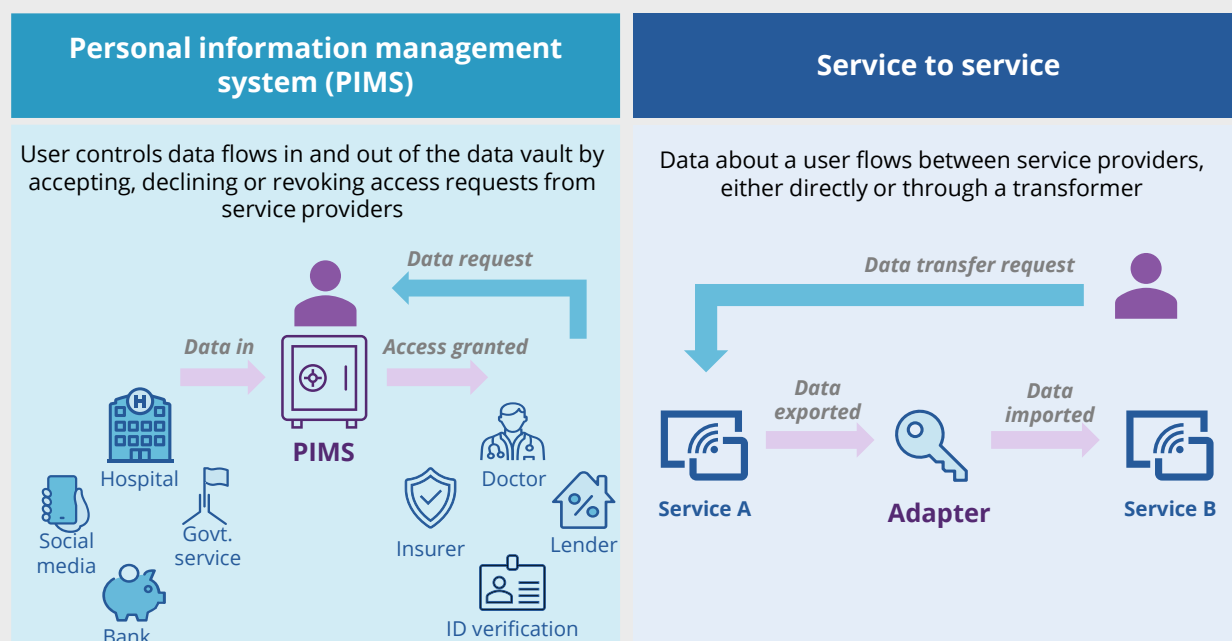 Personal information management
system (PIMS)
User controls data flows in and out of the data vault by
accepting, declining or revoking access requests from
service providers
Data request
Data in
Access granted
H
PIMS
Hospital
Doctor
Social
media
Govt.
service
Insurer
%
Lender
Bank
ID verification
Service to service
Data about a user flows between service providers,
either directly or through a transformer
Data transfer request
Data
exported
Data
imported
Service A
Adapter
Service B